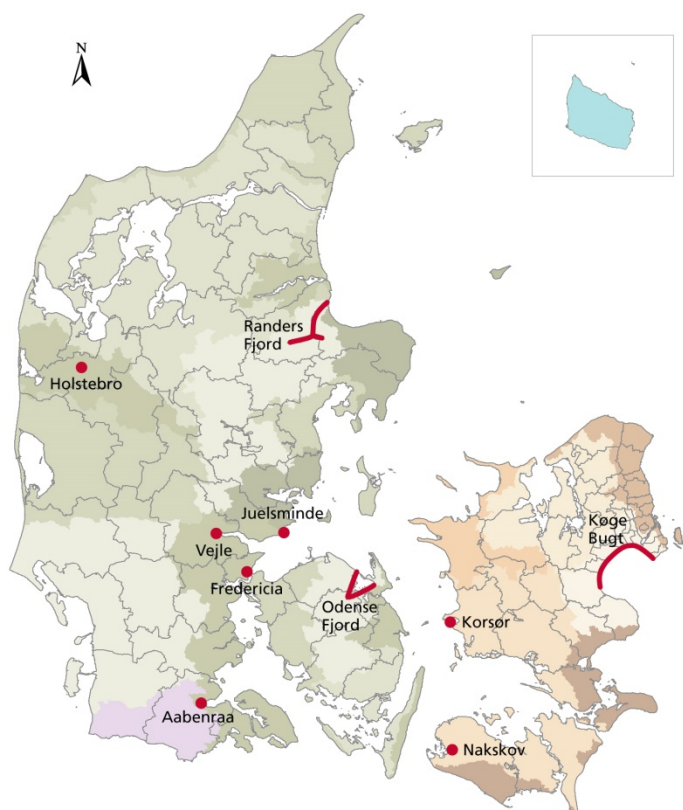 N
Randers
Fjord
Holstebro
Juelsminde
Vejle
Fredericia
Odense
Fjord
Køge
Bugt
Korsør
Aabenraa
Nakskov